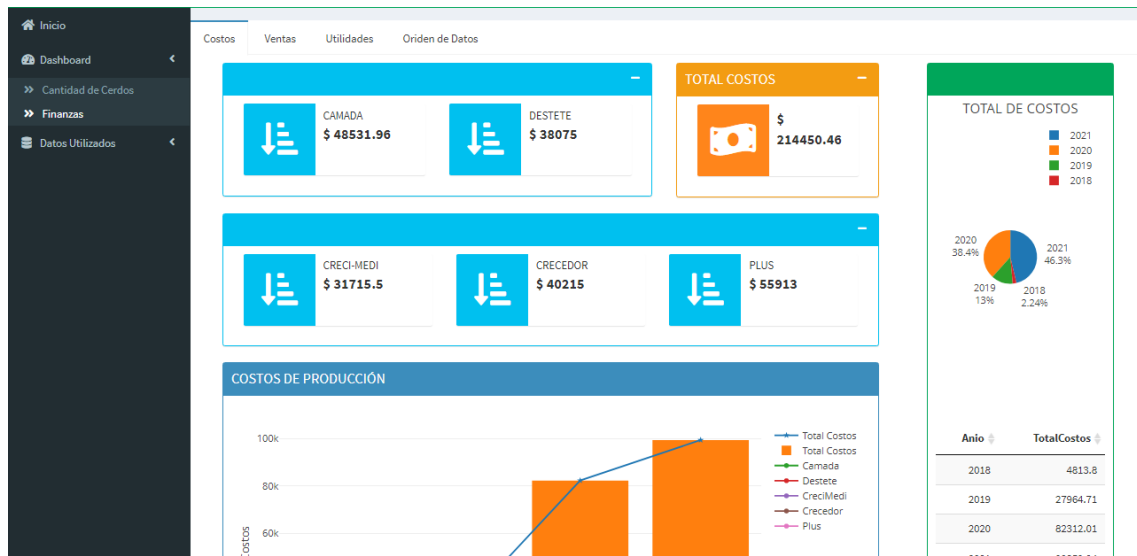 Inicio
Dashboard
Cantidad de Cerdos
Finanzas
Datos Utilizados
Costos Ventas Utilidades Oriden de Datos
CAMADA
$ 48531.96
DESTETE
$ 38075
TOTAL COSTOS
$
214450.46
CRECI-MEDI
$ 31715.5
CRECEDOR
$ 40215
PLUS
$ 55913
COSTOS DE PRODUCCIÓN
100k
80k
60k
Costos
Total Costos
Total Costos
Camada
Destete
CreciMedi
Crecedor
Plus
TOTAL DE COSTOS
2021
2020
2019
2018
2020
38.4%
2021
46.3%
2019
13%
2018
2.24%
Anio TotalCostos
2018 4813.8
2019 27964.71
2020 82312.01